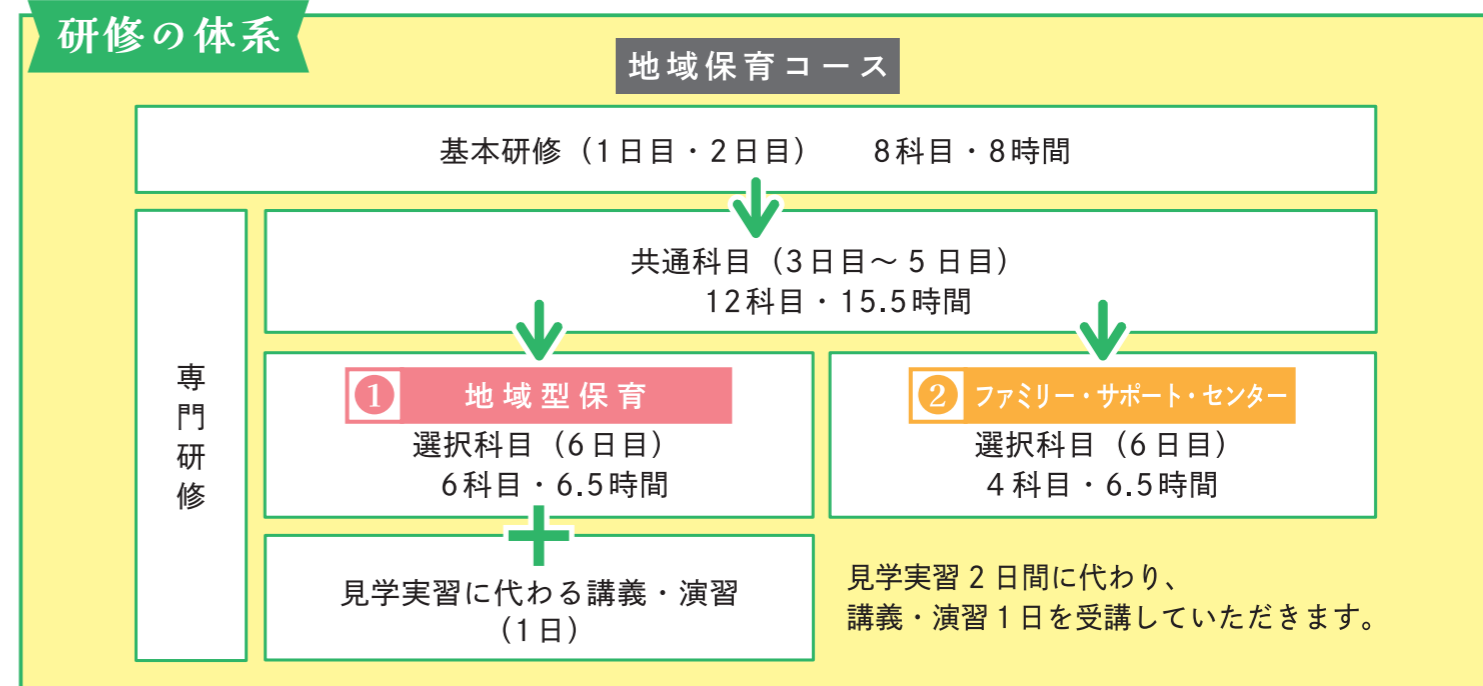 研修の体系
地域保育コース
基本研修（1日目・2日目）　8科目・8時間
専門研修
共通科目（3日目～5日目）
12科目・15.5時間
❶ 地域型保育
選択科目（6日目）
6科目・6.5時間
❷ ファミリー・サポート・センター
選択科目（6日目）
4科目・6.5時間
見学実習に代わる講義・演習
（1日）
見学実習2日間に代わり、
講義・演習1日を受講していただきます。